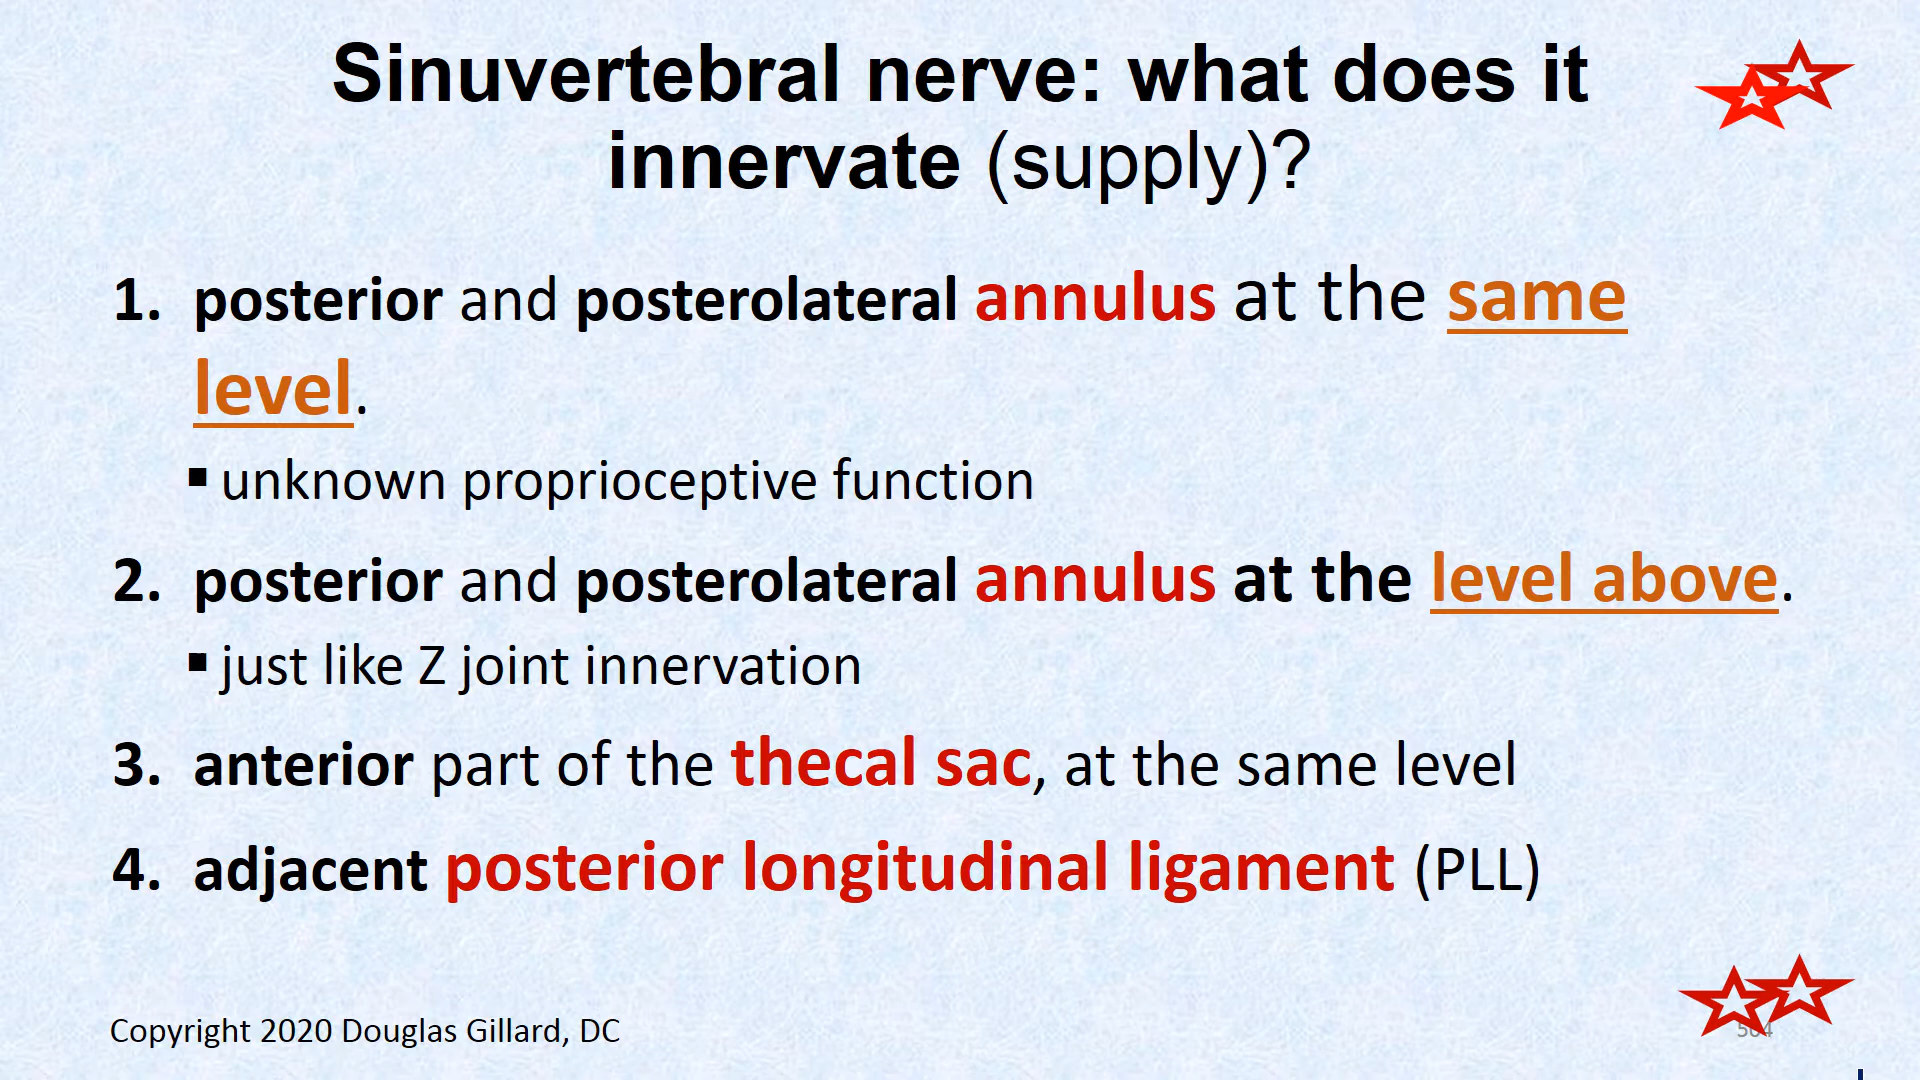 Sinuvertebral nerve: what does it
innervate (supply)?
1. posterior and posterolateral annulus at the same
level.
▪ unknown proprioceptive function
2. posterior and posterolateral annulus at the level above.
▪ just like Z joint innervation
3. anterior part of the thecal sac, at the same level
4. adjacent posterior longitudinal ligament (PLL)
Copyright 2020 Douglas Gillard, DC